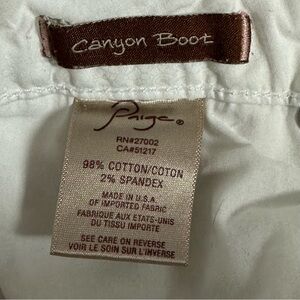 Canyon Boot
Paige®
RN#27002
CA#51217
98% COTTON/COTON
2% SPANDEX
MADE IN U.S.A
OF IMPORTED FABRIC
FABRIQUE AUX ETATS-UNIS
DU TISSU IMPORTE
SEE CARE ON REVERSE
VOIR LE SOIN SUR L'INVERSE